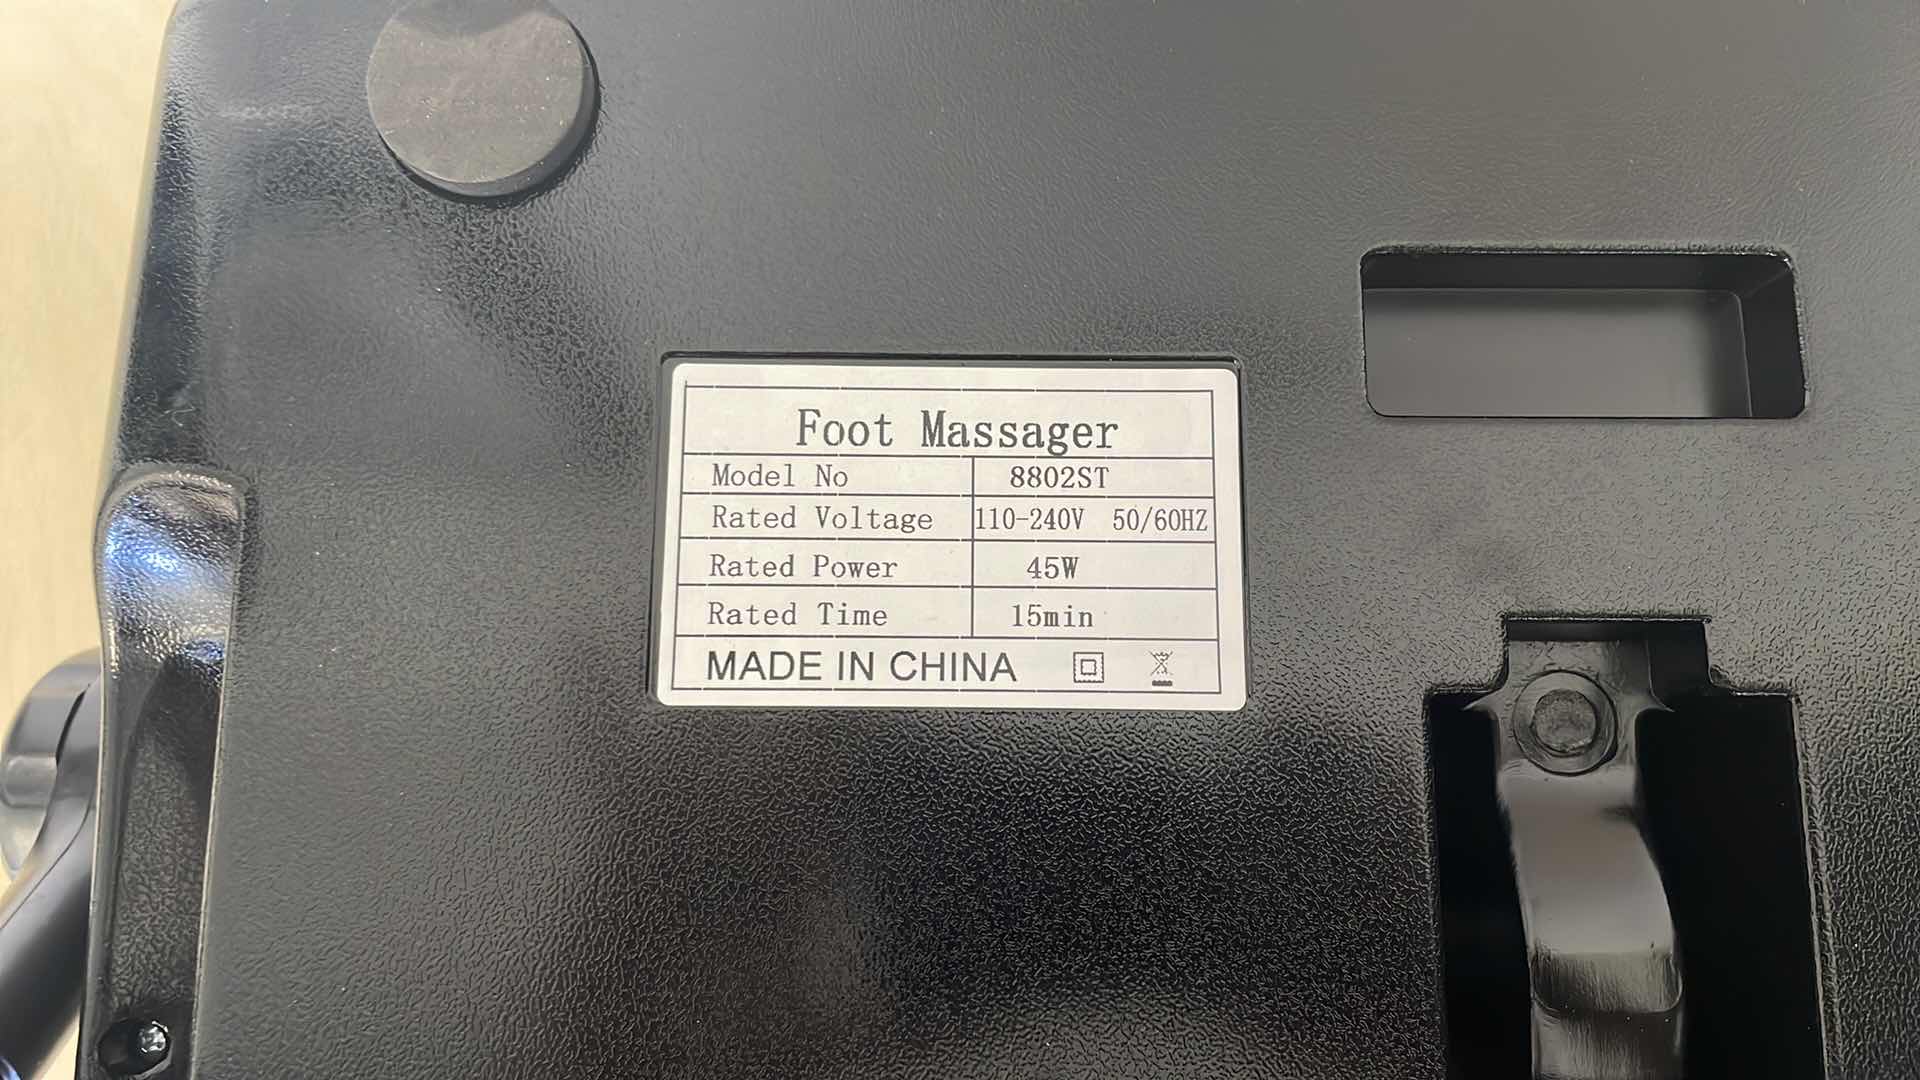 Foot Massager
Model No 8802ST
Rated Voltage 110-240V 50/60HZ
Rated Power 45W
Rated Time 15min
MADE IN CHINA